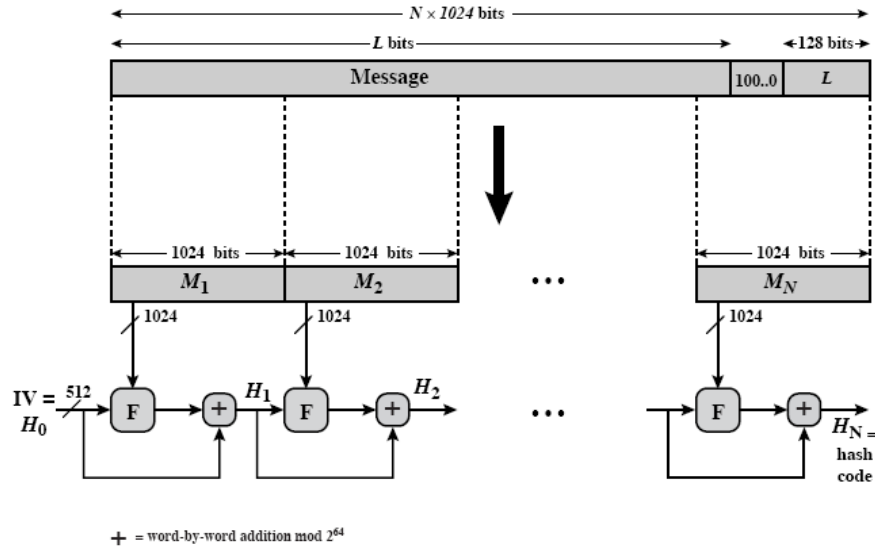 N × 1024 bits
L bits
128 bits
Message
100..0
L
1024 bits
1024 bits
1024 bits
M1
M2
• • •
MN
1024
1024
1024
IV =
H0
512
F
+
H1
F
+
H2
• • •
F
+
HN =
hash
code
+ = word-by-word addition mod 2^64